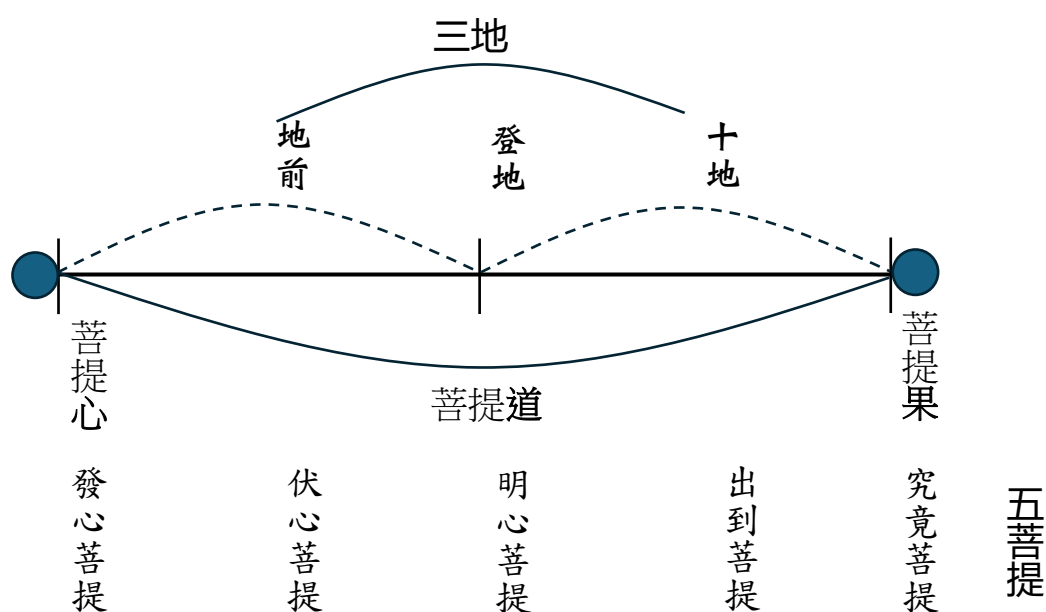 三地
地前
登地
十地
菩提心
菩提道
菩提果
發心菩提
伏心菩提
明心菩提
出到菩提
究竟菩提
五菩提